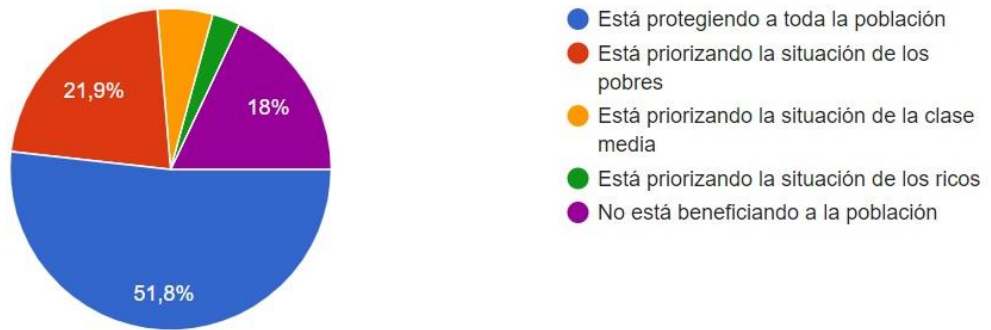 21,9%
18%
51,8%
Está protegiendo a toda la población
Está priorizando la situación de los
pobres
Está priorizando la situación de la clase
media
Está priorizando la situación de los ricos
No está beneficiando a la población